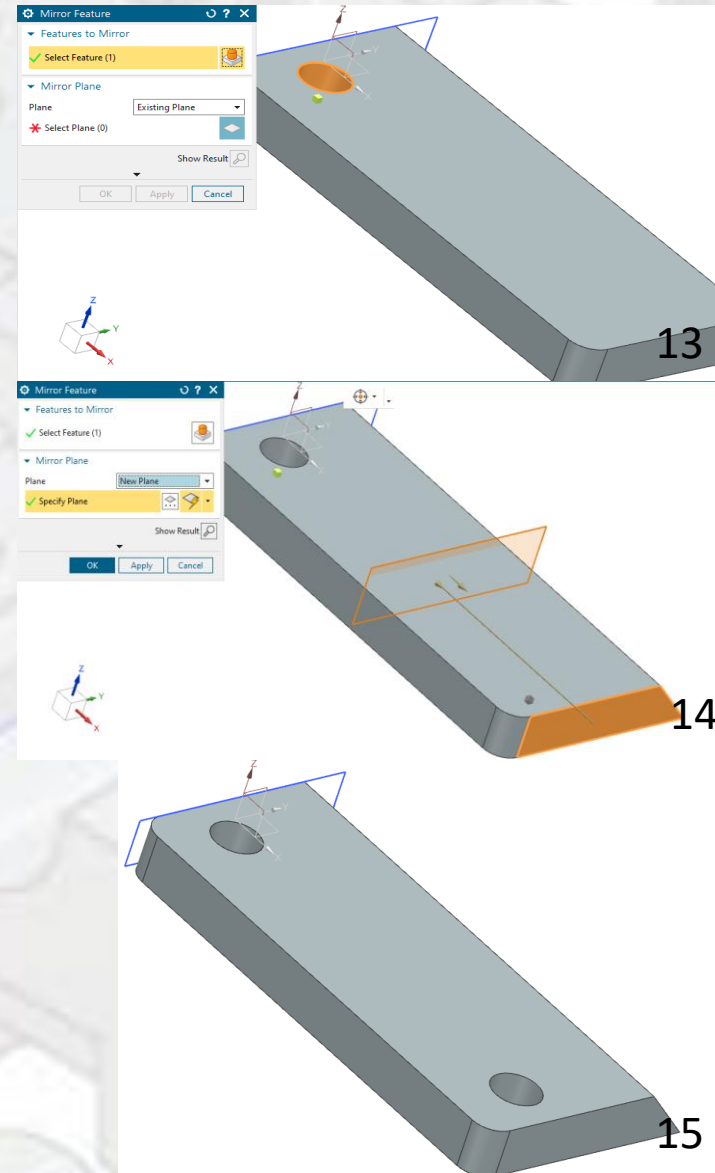 Mirror Feature
Features to Mirror
Select Feature (1)
Mirror Plane
Plane Existing Plane
Select Plane (0)
Show Result
OK Apply Cancel
Z
Y
X
Z
Y
X
13
Mirror Feature
Features to Mirror
Select Feature (1)
Mirror Plane
Plane New Plane
Specify Plane
Show Result
OK Apply Cancel
Z
Y
X
Z
Y
X
14
Z
Y
X
15